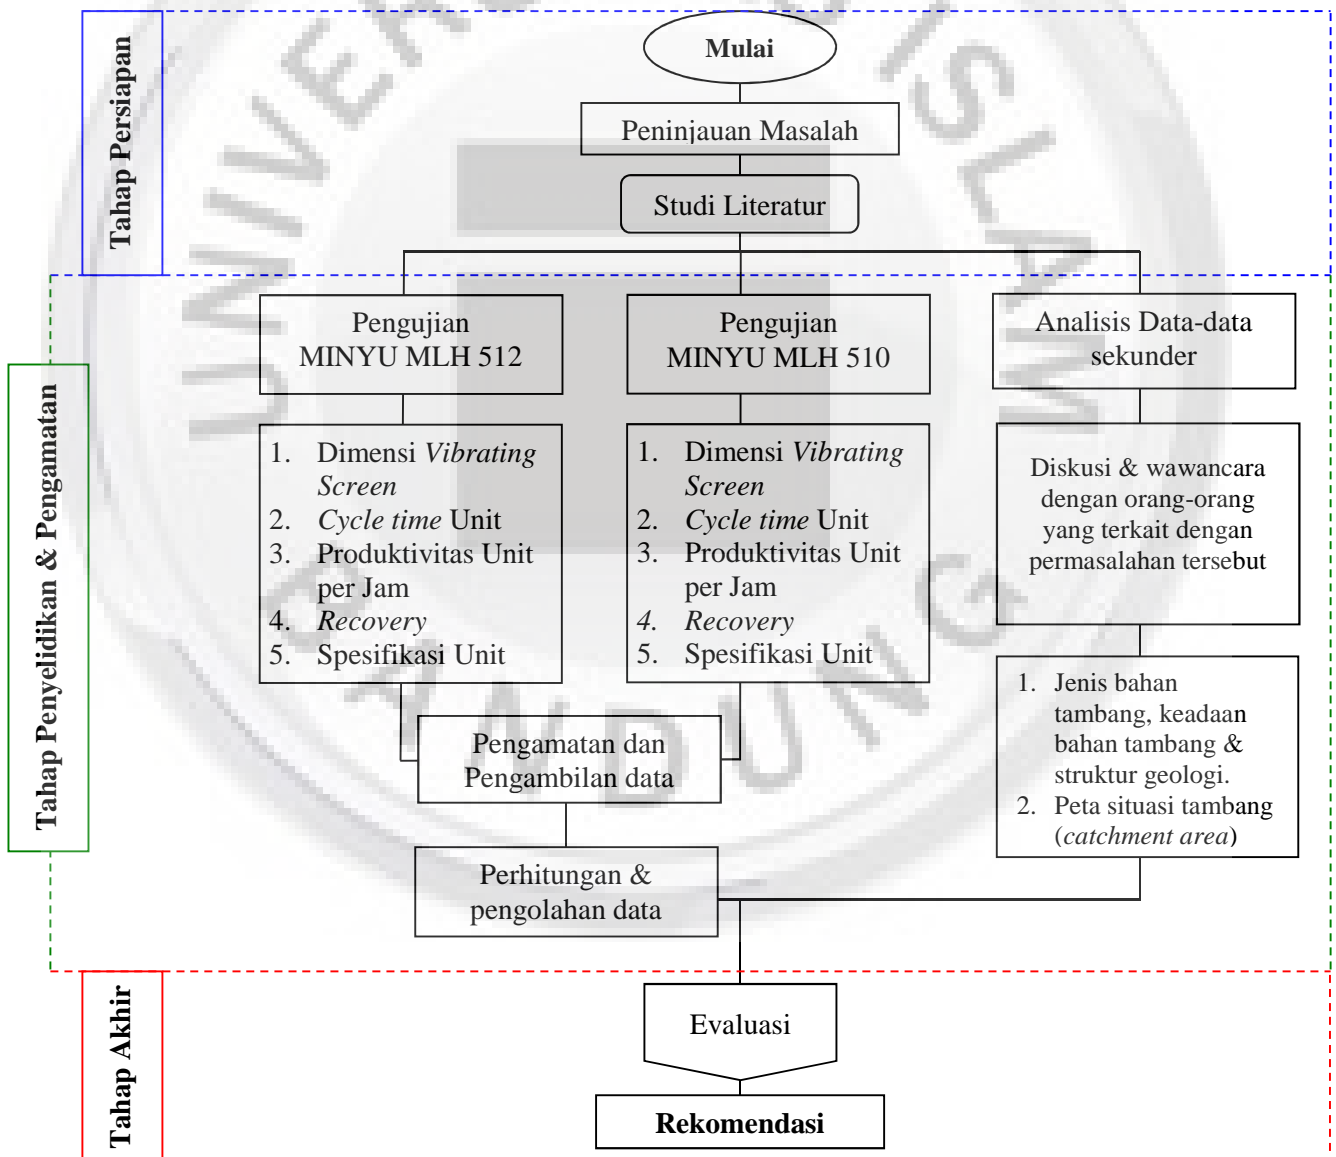 Tahap Persiapan
Mulai
Peninjauan Masalah
Studi Literatur
Tahap Penyelidikan & Pengamatan
Pengujian
MINYU MLH 512
Pengujian
MINYU MLH 510
Analisis Data-data
sekunder
1. Dimensi Vibrating
Screen
2. Cycle time Unit
3. Produktivitas Unit
per Jam
4. Recovery
5. Spesifikasi Unit
1. Dimensi Vibrating
Screen
2. Cycle time Unit
3. Produktivitas Unit
per Jam
4. Recovery
5. Spesifikasi Unit
Diskusi & wawancara
dengan orang-orang
yang terkait dengan
permasalahan tersebut
Pengamatan dan
Pengambilan data
1. Jenis bahan
tambang, keadaan
bahan tambang &
struktur geologi.
2. Peta situasi tambang
(catchment area)
Perhitungan &
pengolahan data
Tahap Akhir
Evaluasi
Rekomendasi
BANDUNG